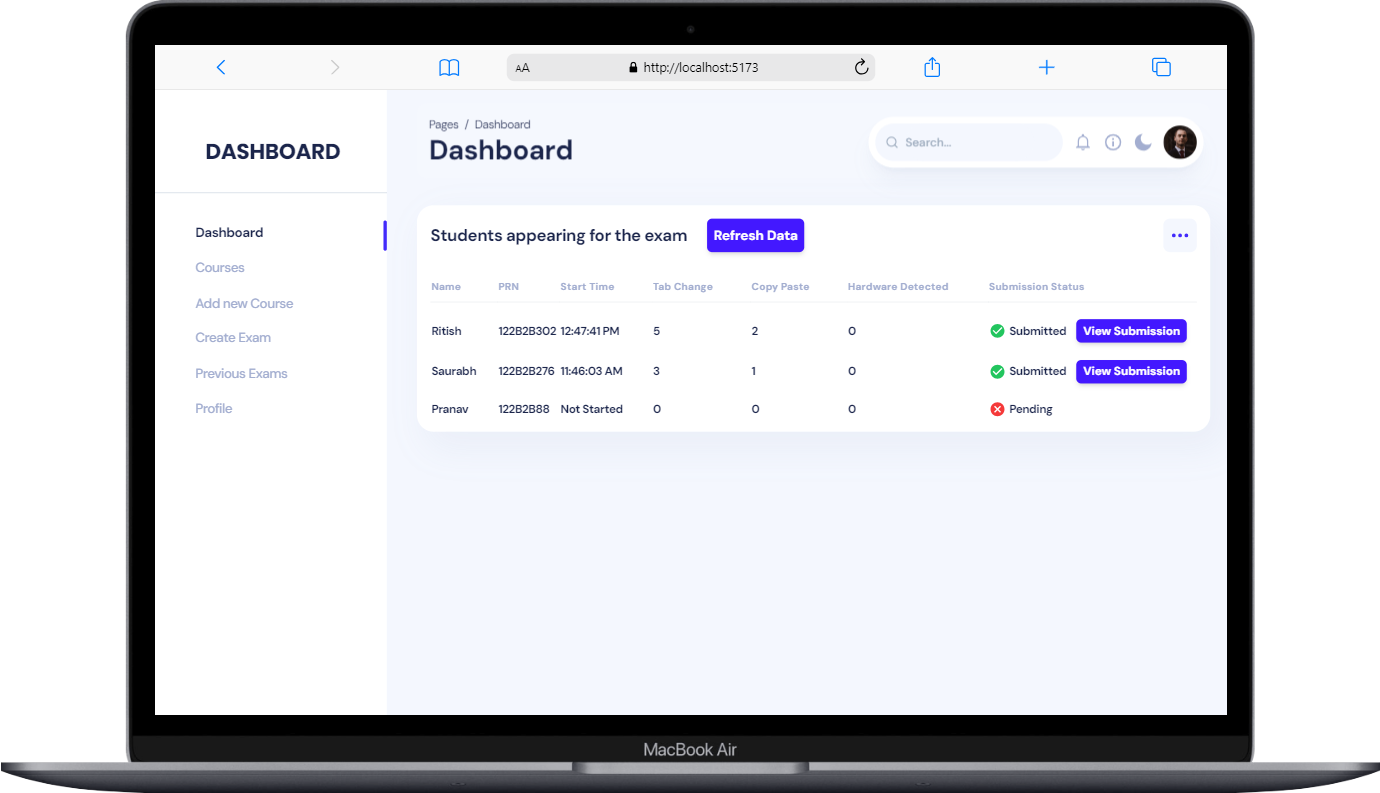 AA http://localhost:5173
DASHBOARD
Dashboard
Courses
Add new Course
Create Exam
Previous Exams
Profile
Pages / Dashboard
Dashboard
Search...
Students appearing for the exam Refresh Data
Name PRN Start Time Tab Change Copy Paste Hardware Detected Submission Status
Ritish 122B2B302 12:47:41 PM 5 2 0 Submitted View Submission
Saurabh 122B2B276 11:46:03 AM 3 1 0 Submitted View Submission
Pranav 122B2B88 Not Started 0 0 0 Pending
MacBook Air